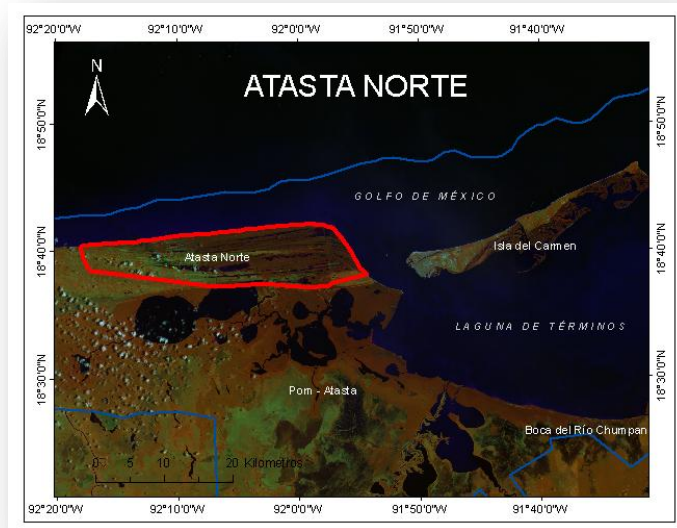 92°20'0"W 92°10'0"W 92°0'0"W 91°50'0"W 91°40'0"W
N
ATASTA NORTE
18°50'0"N 18°50'0"N
GOLFO DE MÉXICO
18°40'0"N Atasta Norte Isla del Carmen 18°40'0"N
LAGUNA DE TÉRMINOS
18°30'0"N Pom - Atasta 18°30'0"N
Boca del Río Chumpan
0 5 10 20 Kilometros
92°20'0"W 92°10'0"W 92°0'0"W 91°50'0"W 91°40'0"W